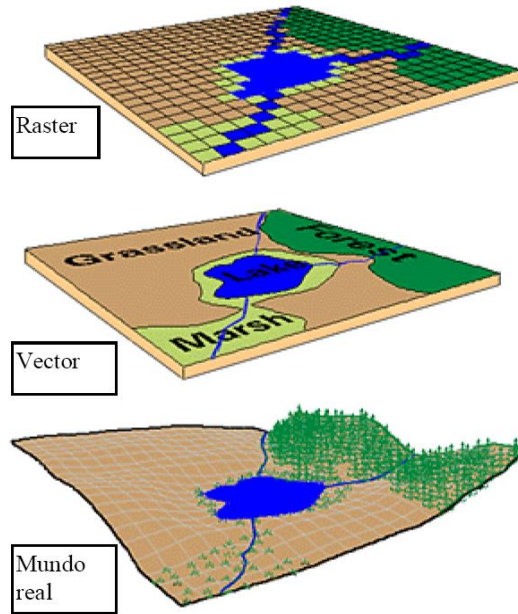 Raster
Grassland
forest
Lake
Marsh
Vector
Mundo
real